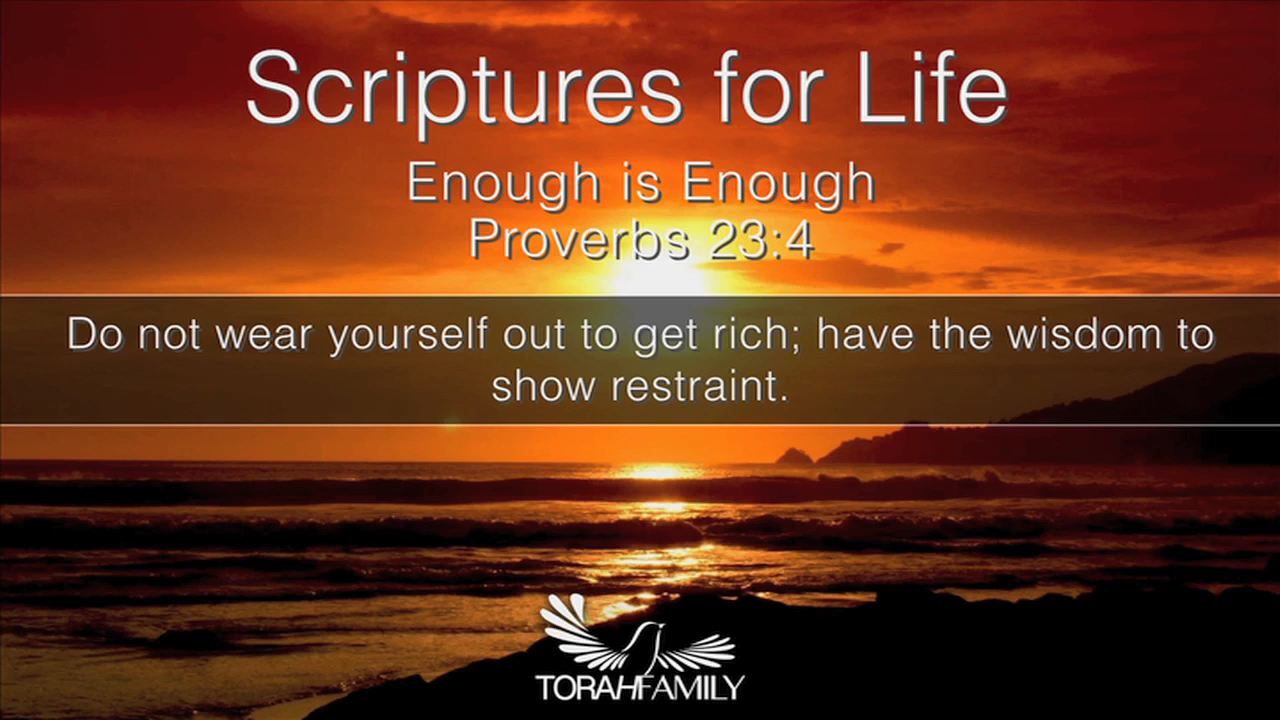 Scriptures for Life
Enough is Enough
Proverbs 23:4
Do not wear yourself out to get rich; have the wisdom to
show restraint.
TORAHFAMILY